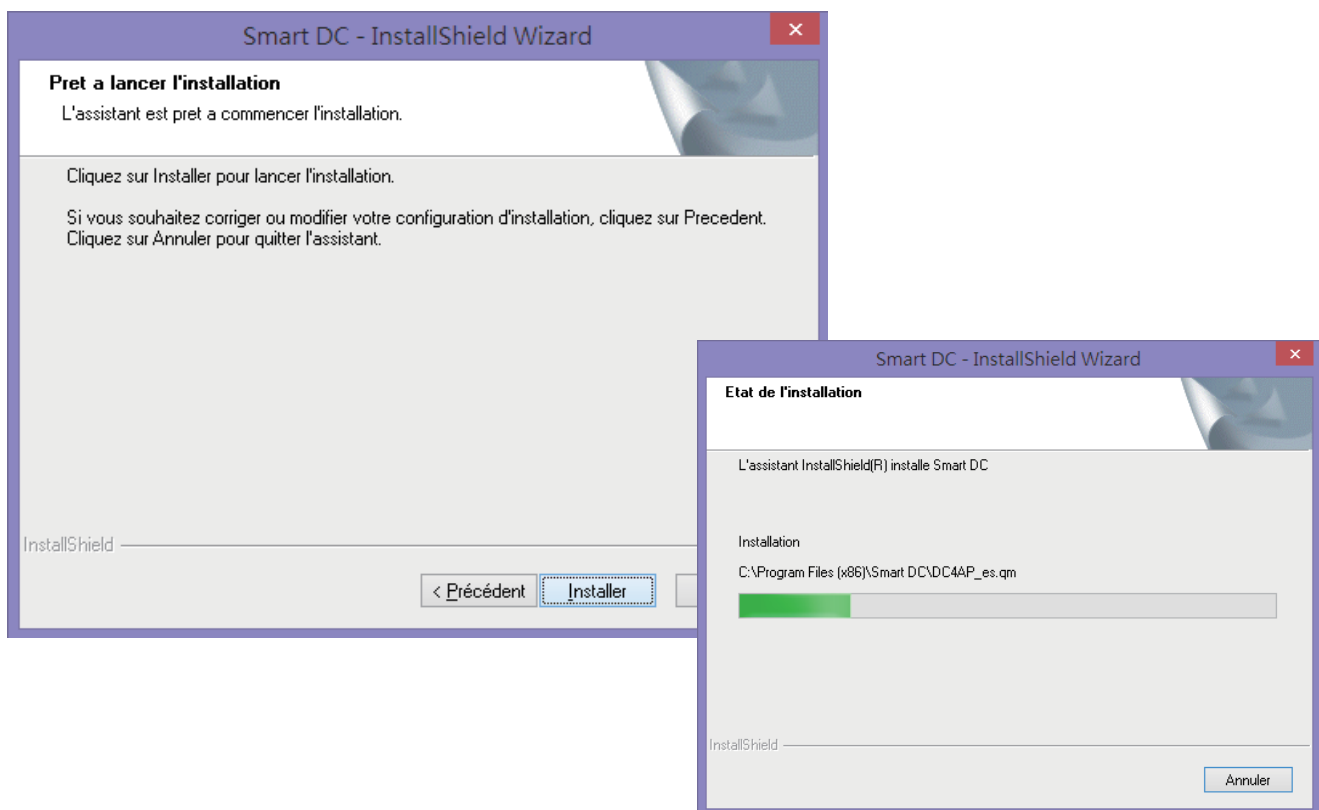 Smart DC - InstallShield Wizard
Pret a lancer l'installation
L'assistant est pret a commencer l'installation.
Cliquez sur Installer pour lancer l'installation.
Si vous souhaitez corriger ou modifier votre configuration d'installation, cliquez sur Precedent.
Cliquez sur Annuler pour quitter l'assistant.
InstallShield
< Précédent
Installer
Smart DC - InstallShield Wizard
Etat de l'installation
L'assistant InstallShield(R) installe Smart DC
Installation
C:\Program Files (x86)\Smart DC\DC4AP_es.qm
InstallShield
Annuler